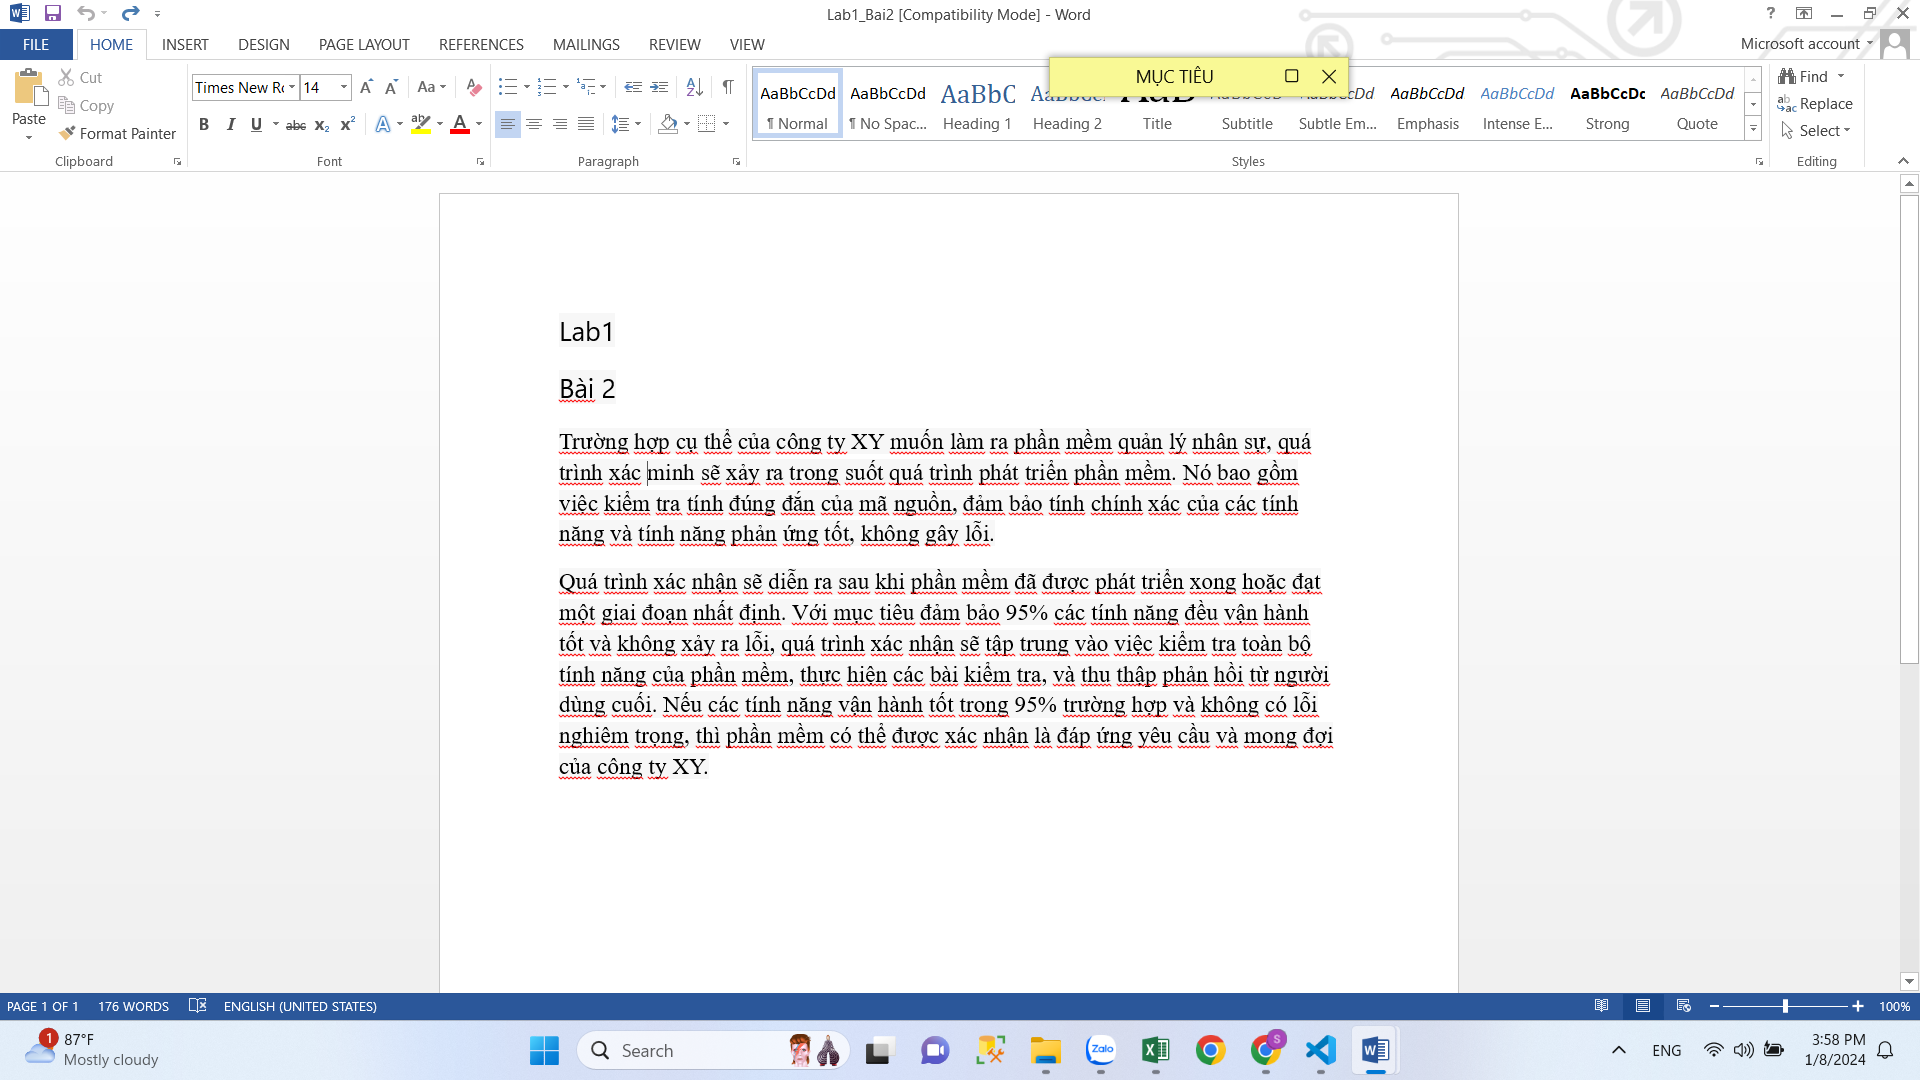 Lab1_Bai2 [Compatibility Mode] - Word
FILE HOME INSERT DESIGN PAGE LAYOUT REFERENCES MAILINGS REVIEW VIEW
Microsoft account
MỤC TIÊU
Paste
Cut
Copy
Format Painter
Clipboard
Times New Ro 14
Font
Paragraph
AaBbCcDd AaBbCcDd AaBbC AaBbCc AaB AaBbCcDd AaBbCcDd AaBbCcDd AaBbCcDc AaBbCcDd
¶ Normal ¶ No Spac... Heading 1 Heading 2 Title Subtitle Subtle Em... Emphasis Intense E... Strong Quote
Styles
Find
Replace
Select
Editing
Lab1
Bài 2
Trường hợp cụ thể của công ty XY muốn làm ra phần mềm quản lý nhân sự, quá
trình xác minh sẽ xảy ra trong suốt quá trình phát triển phần mềm. Nó bao gồm
việc kiểm tra tính đúng đắn của mã nguồn, đảm bảo tính chính xác của các tính
năng và tính năng phản ứng tốt, không gây lỗi.
Quá trình xác nhận sẽ diễn ra sau khi phần mềm đã được phát triển xong hoặc đạt
một giai đoạn nhất định. Với mục tiêu đảm bảo 95% các tính năng đều vận hành
tốt và không xảy ra lỗi, quá trình xác nhận sẽ tập trung vào việc kiểm tra toàn bộ
tính năng của phần mềm, thực hiện các bài kiểm tra, và thu thập phản hồi từ người
dùng cuối. Nếu các tính năng vận hành tốt trong 95% trường hợp và không có lỗi
nghiêm trọng, thì phần mềm có thể được xác nhận là đáp ứng yêu cầu và mong đợi
của công ty XY.
PAGE 1 OF 1 176 WORDS ENGLISH (UNITED STATES) 100%
1 87°F
Mostly cloudy
Search
Zalo
S
ENG
3:58 PM
1/8/2024